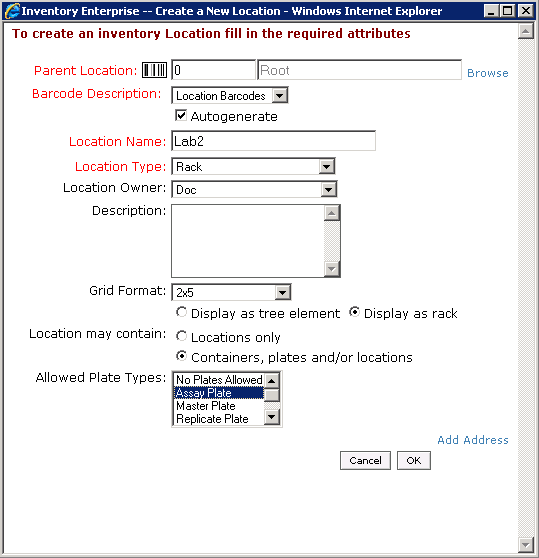 Inventory Enterprise -- Create a New Location - Windows Internet Explorer
To create an inventory Location fill in the required attributes
Parent Location: 0 Root Browse
Barcode Description: Location Barcodes
Autogenerate
Location Name: Lab2
Location Type: Rack
Location Owner: Doc
Description:
Grid Format: 2x5
Display as tree element Display as rack
Location may contain: Locations only
Containers, plates and/or locations
Allowed Plate Types: No Plates Allowed
Assay Plate
Master Plate
Replicate Plate
Add Address
Cancel OK